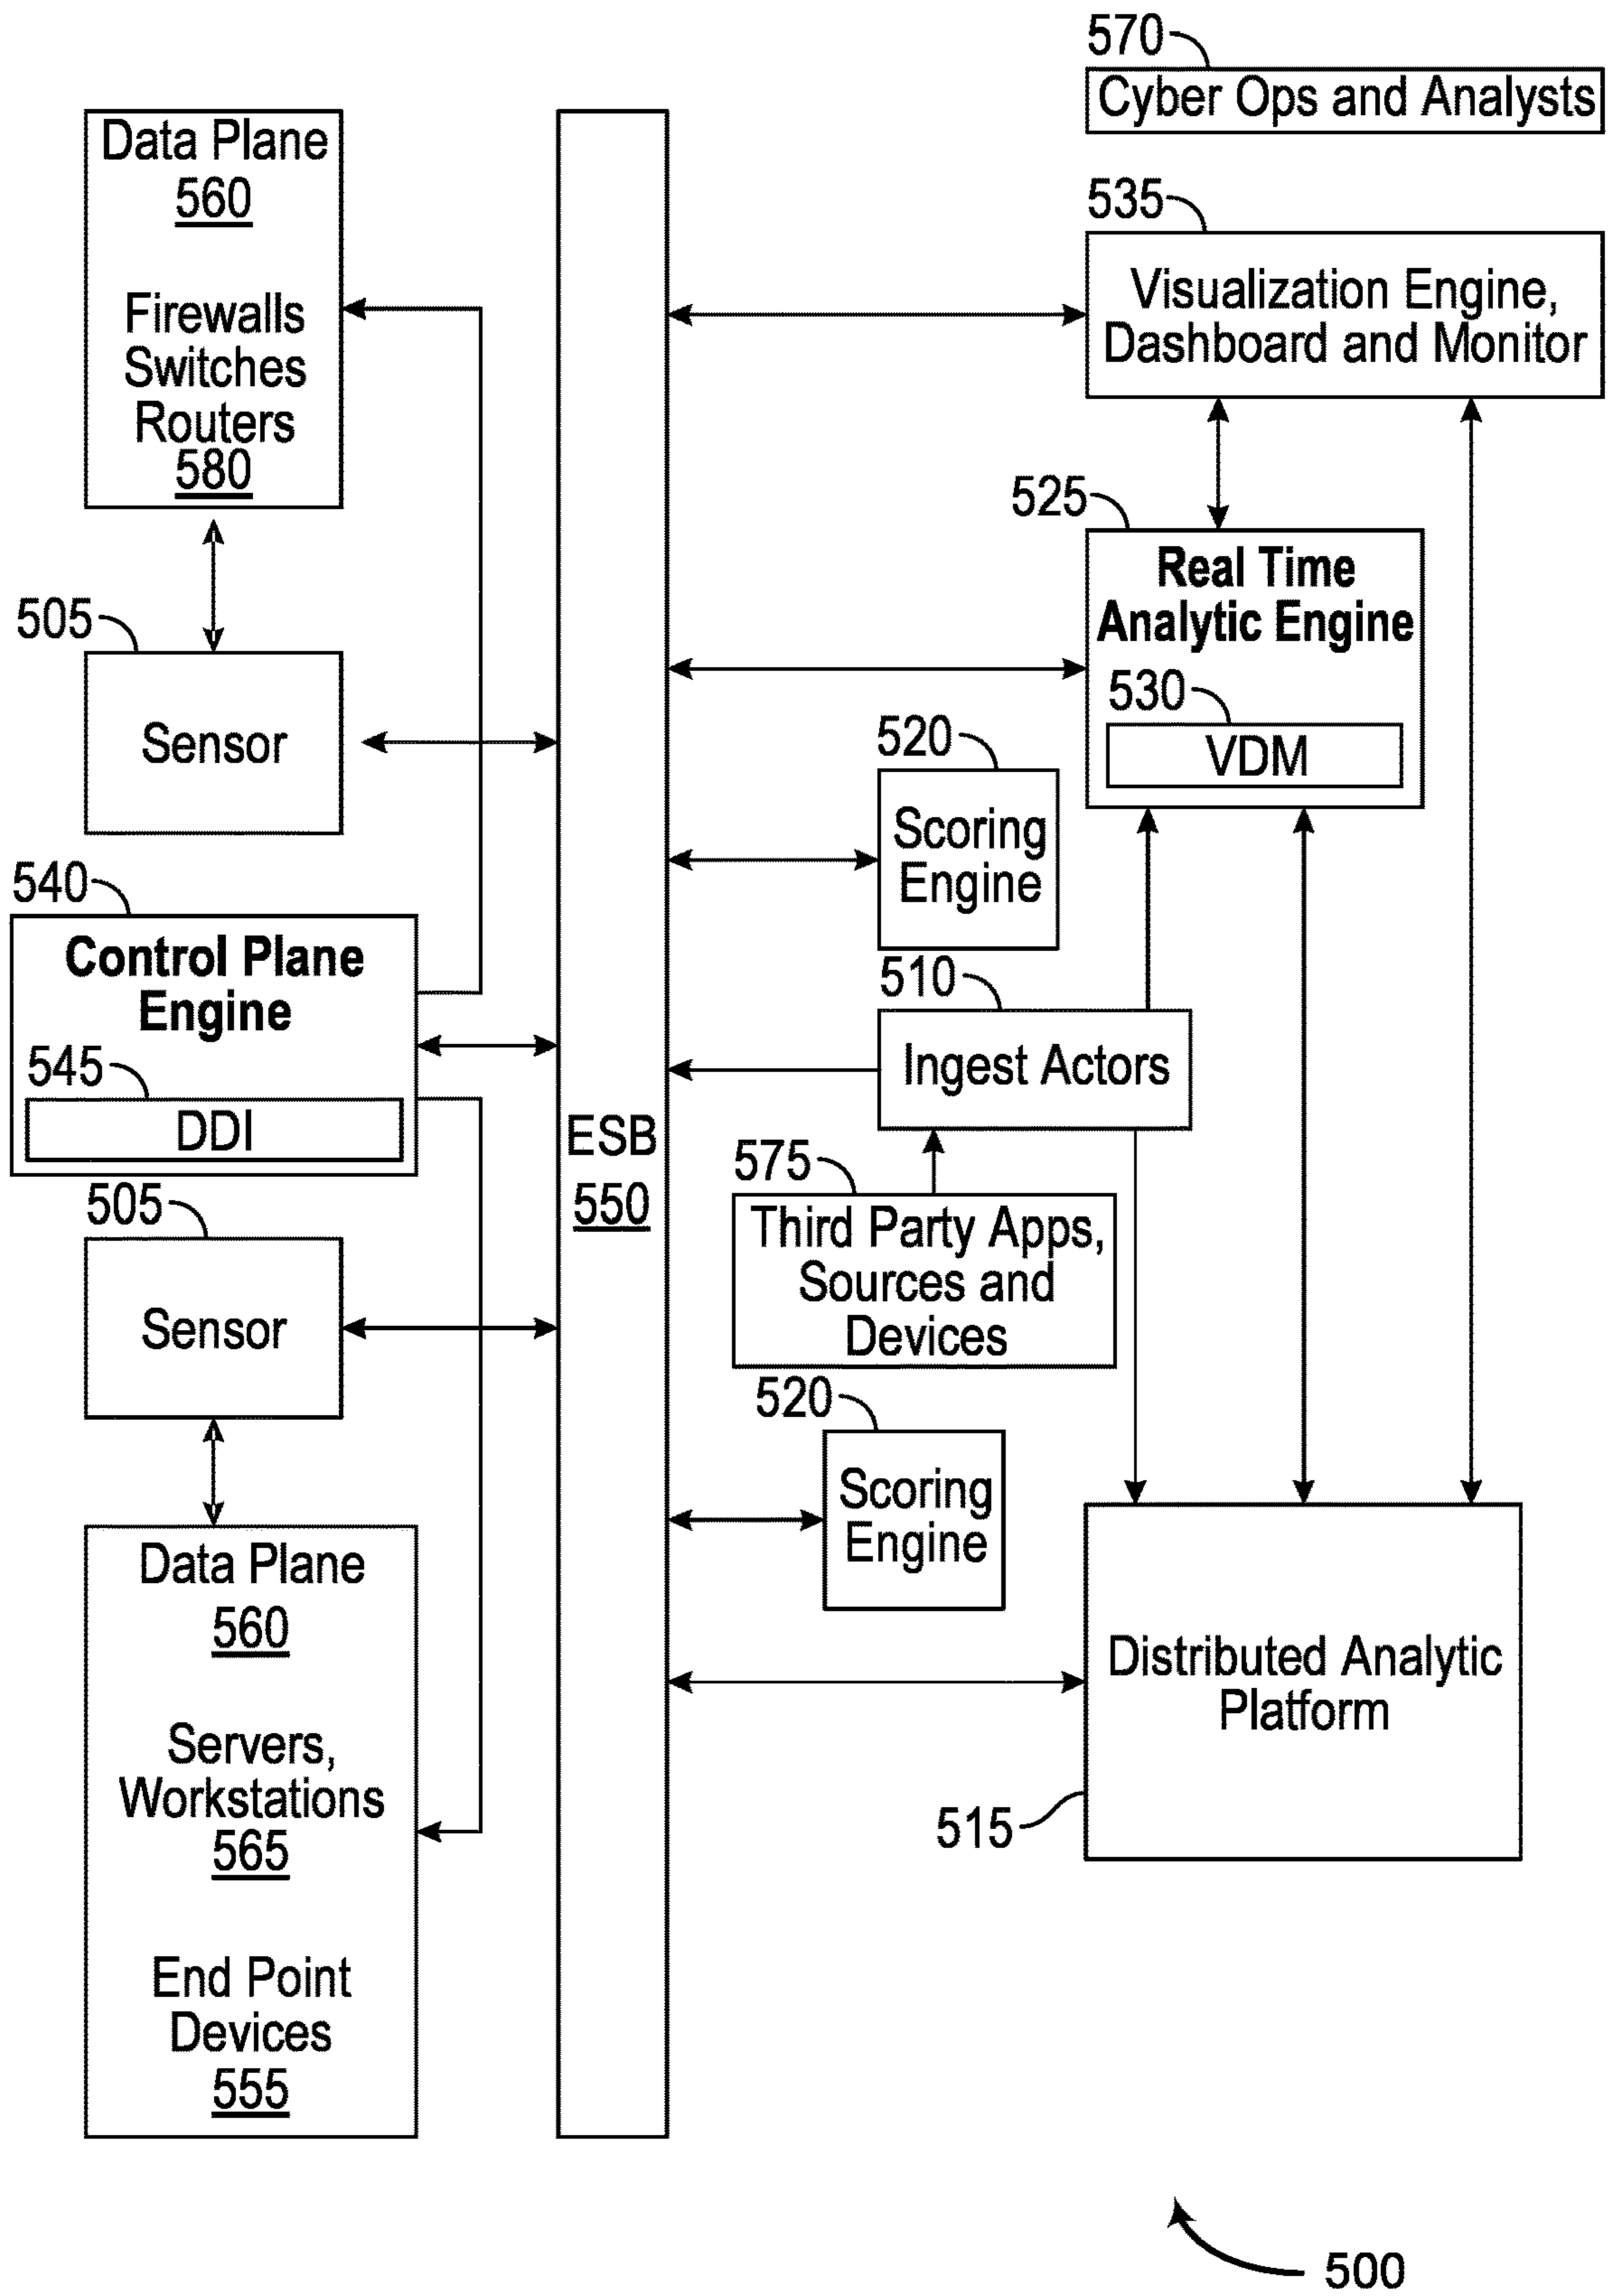 570
Cyber Ops and Analysts
Data Plane
560
Firewalls
Switches
Routers
580
535
Visualization Engine,
Dashboard and Monitor
525
Real Time
Analytic Engine
530
VDM
505
Sensor
520
Scoring
Engine
540
Control Plane
Engine
545
DDI
510
Ingest Actors
ESB
550
575
Third Party Apps,
Sources and
Devices
505
Sensor
520
Scoring
Engine
Data Plane
560
Servers,
Workstations
565
End Point
Devices
555
Distributed Analytic
Platform
515
500